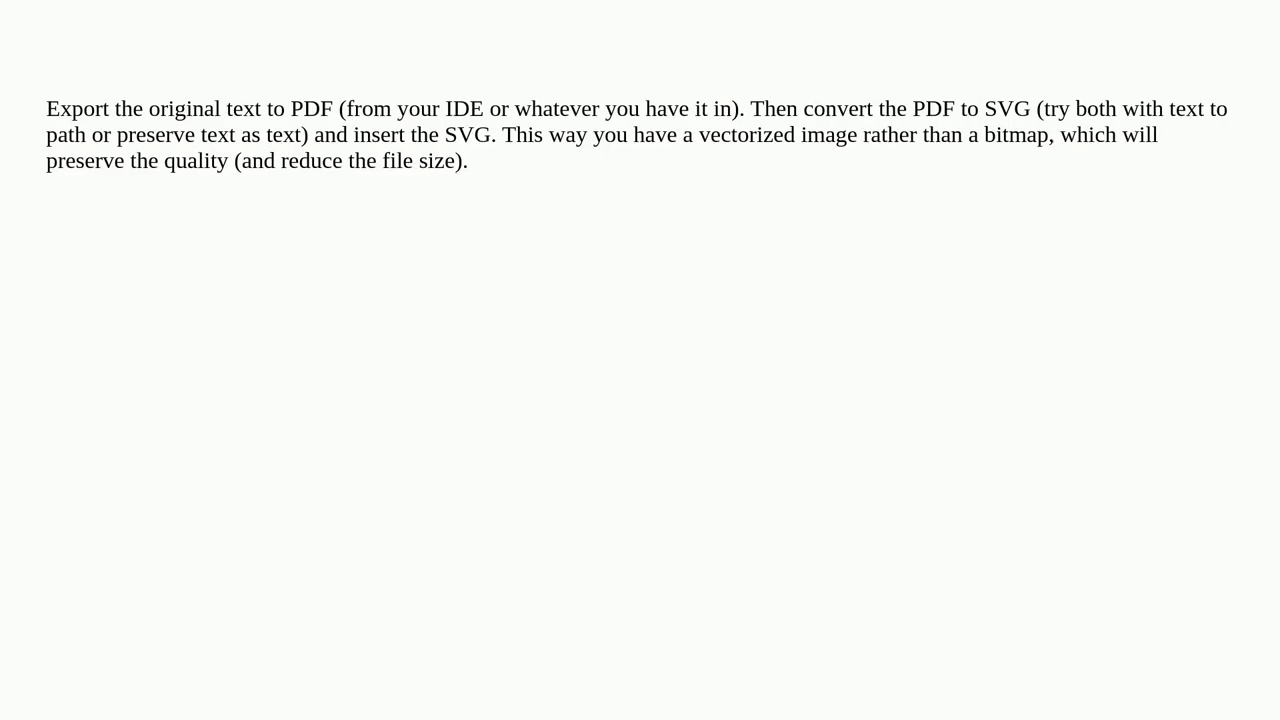 Export the original text to PDF (from your IDE or whatever you have it in). Then convert the PDF to SVG (try both with text to
path or preserve text as text) and insert the SVG. This way you have a vectorized image rather than a bitmap, which will
preserve the quality (and reduce the file size).